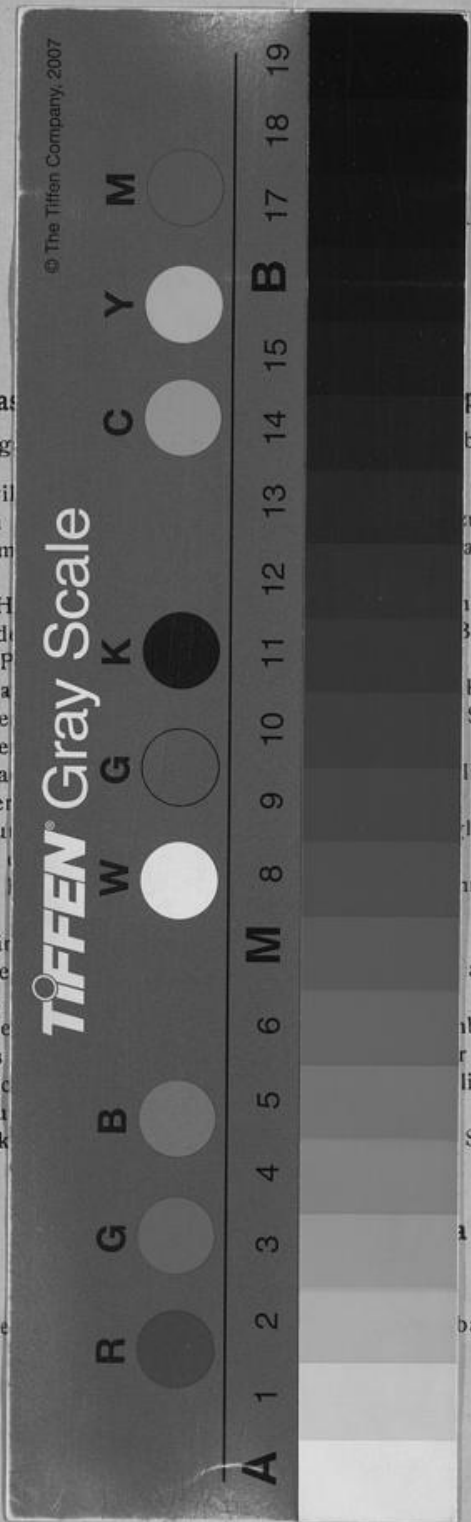 © The Tiffen Company, 2007
TIFFEN® Gray Scale
R G B W G K C Y M
A 1 2 3 4 5 6 M 8 9 10 11 12 13 14 15 B 17 18 19